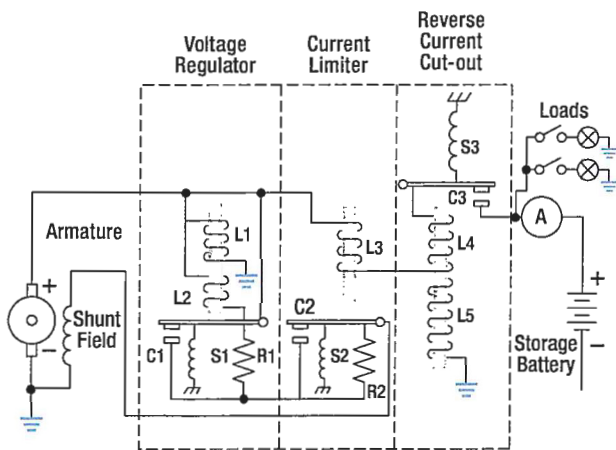 Voltage
Regulator
Current
Limiter
Reverse
Current
Cut-out
Loads
S3
C3
A
Armature
L1
L2
L3
L4
L5
+
Shunt
Field
−
C1
S1
R1
C2
S2
R2
+
Storage
Battery
−